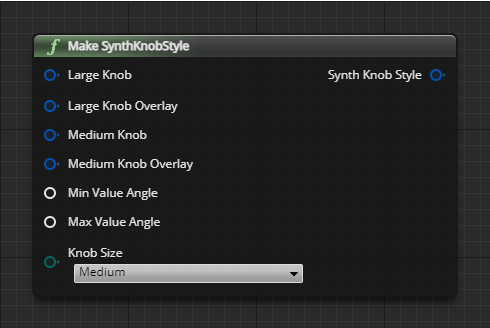 f Make SynthKnobStyle
Large Knob Synth Knob Style
Large Knob Overlay
Medium Knob
Medium Knob Overlay
Min Value Angle
Max Value Angle
Knob Size
Medium